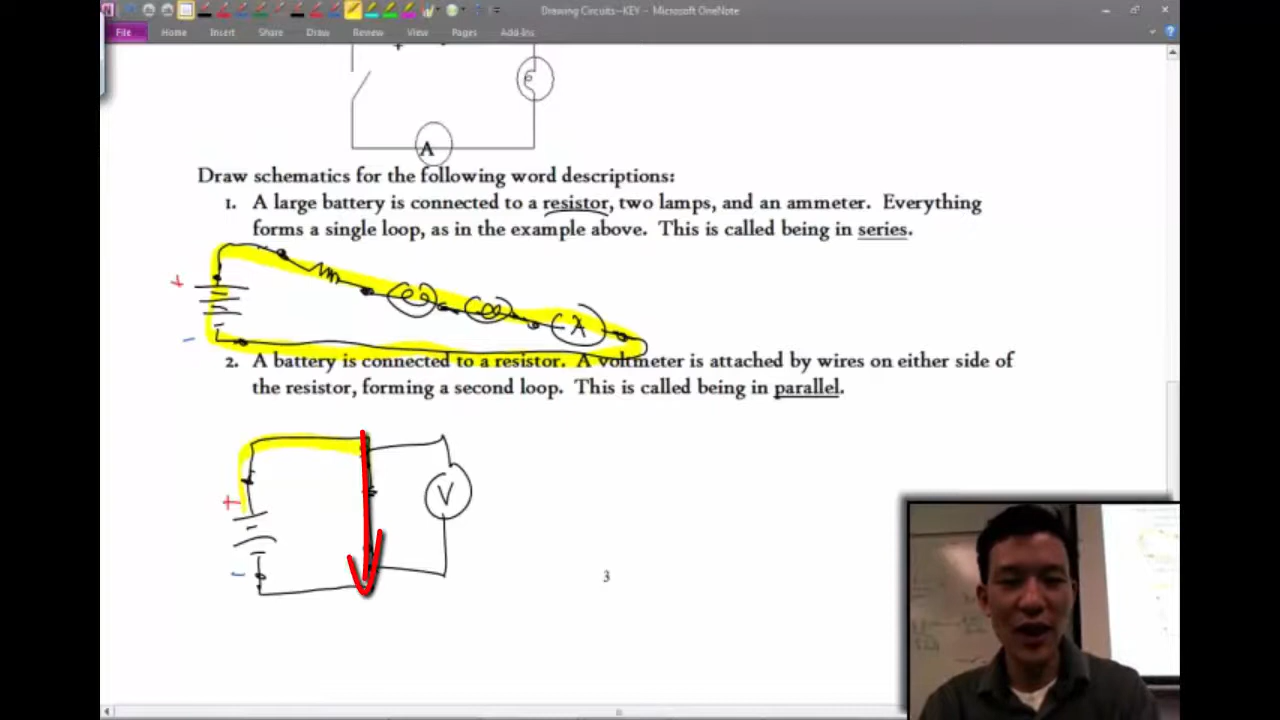 Drawing Circuits--KEY – Microsoft OneNote
File Home Insert Share Draw Review View Pages Add-Ins
+
A
Draw schematics for the following word descriptions:
1. A large battery is connected to a resistor, two lamps, and an ammeter. Everything
forms a single loop, as in the example above. This is called being in series.
+
A
-
2. A battery is connected to a resistor. A voltmeter is attached by wires on either side of
the resistor, forming a second loop. This is called being in parallel.
+ V
-
3